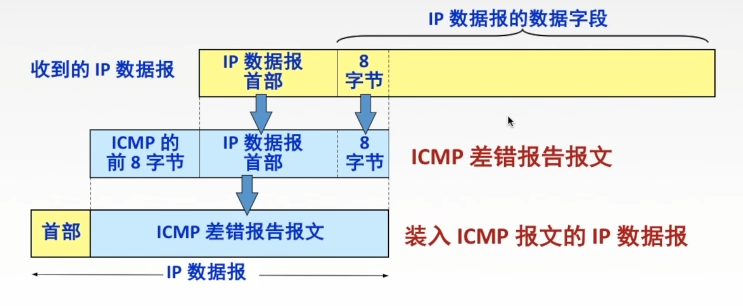 IP 数据报的数据字段
收到的 IP 数据报
IP 数据报
首部
8
字节
ICMP 的
前 8 字节
IP 数据报
首部
8
字节
ICMP 差错报告报文
首部
ICMP 差错报告报文
装入 ICMP 报文的 IP 数据报
IP 数据报